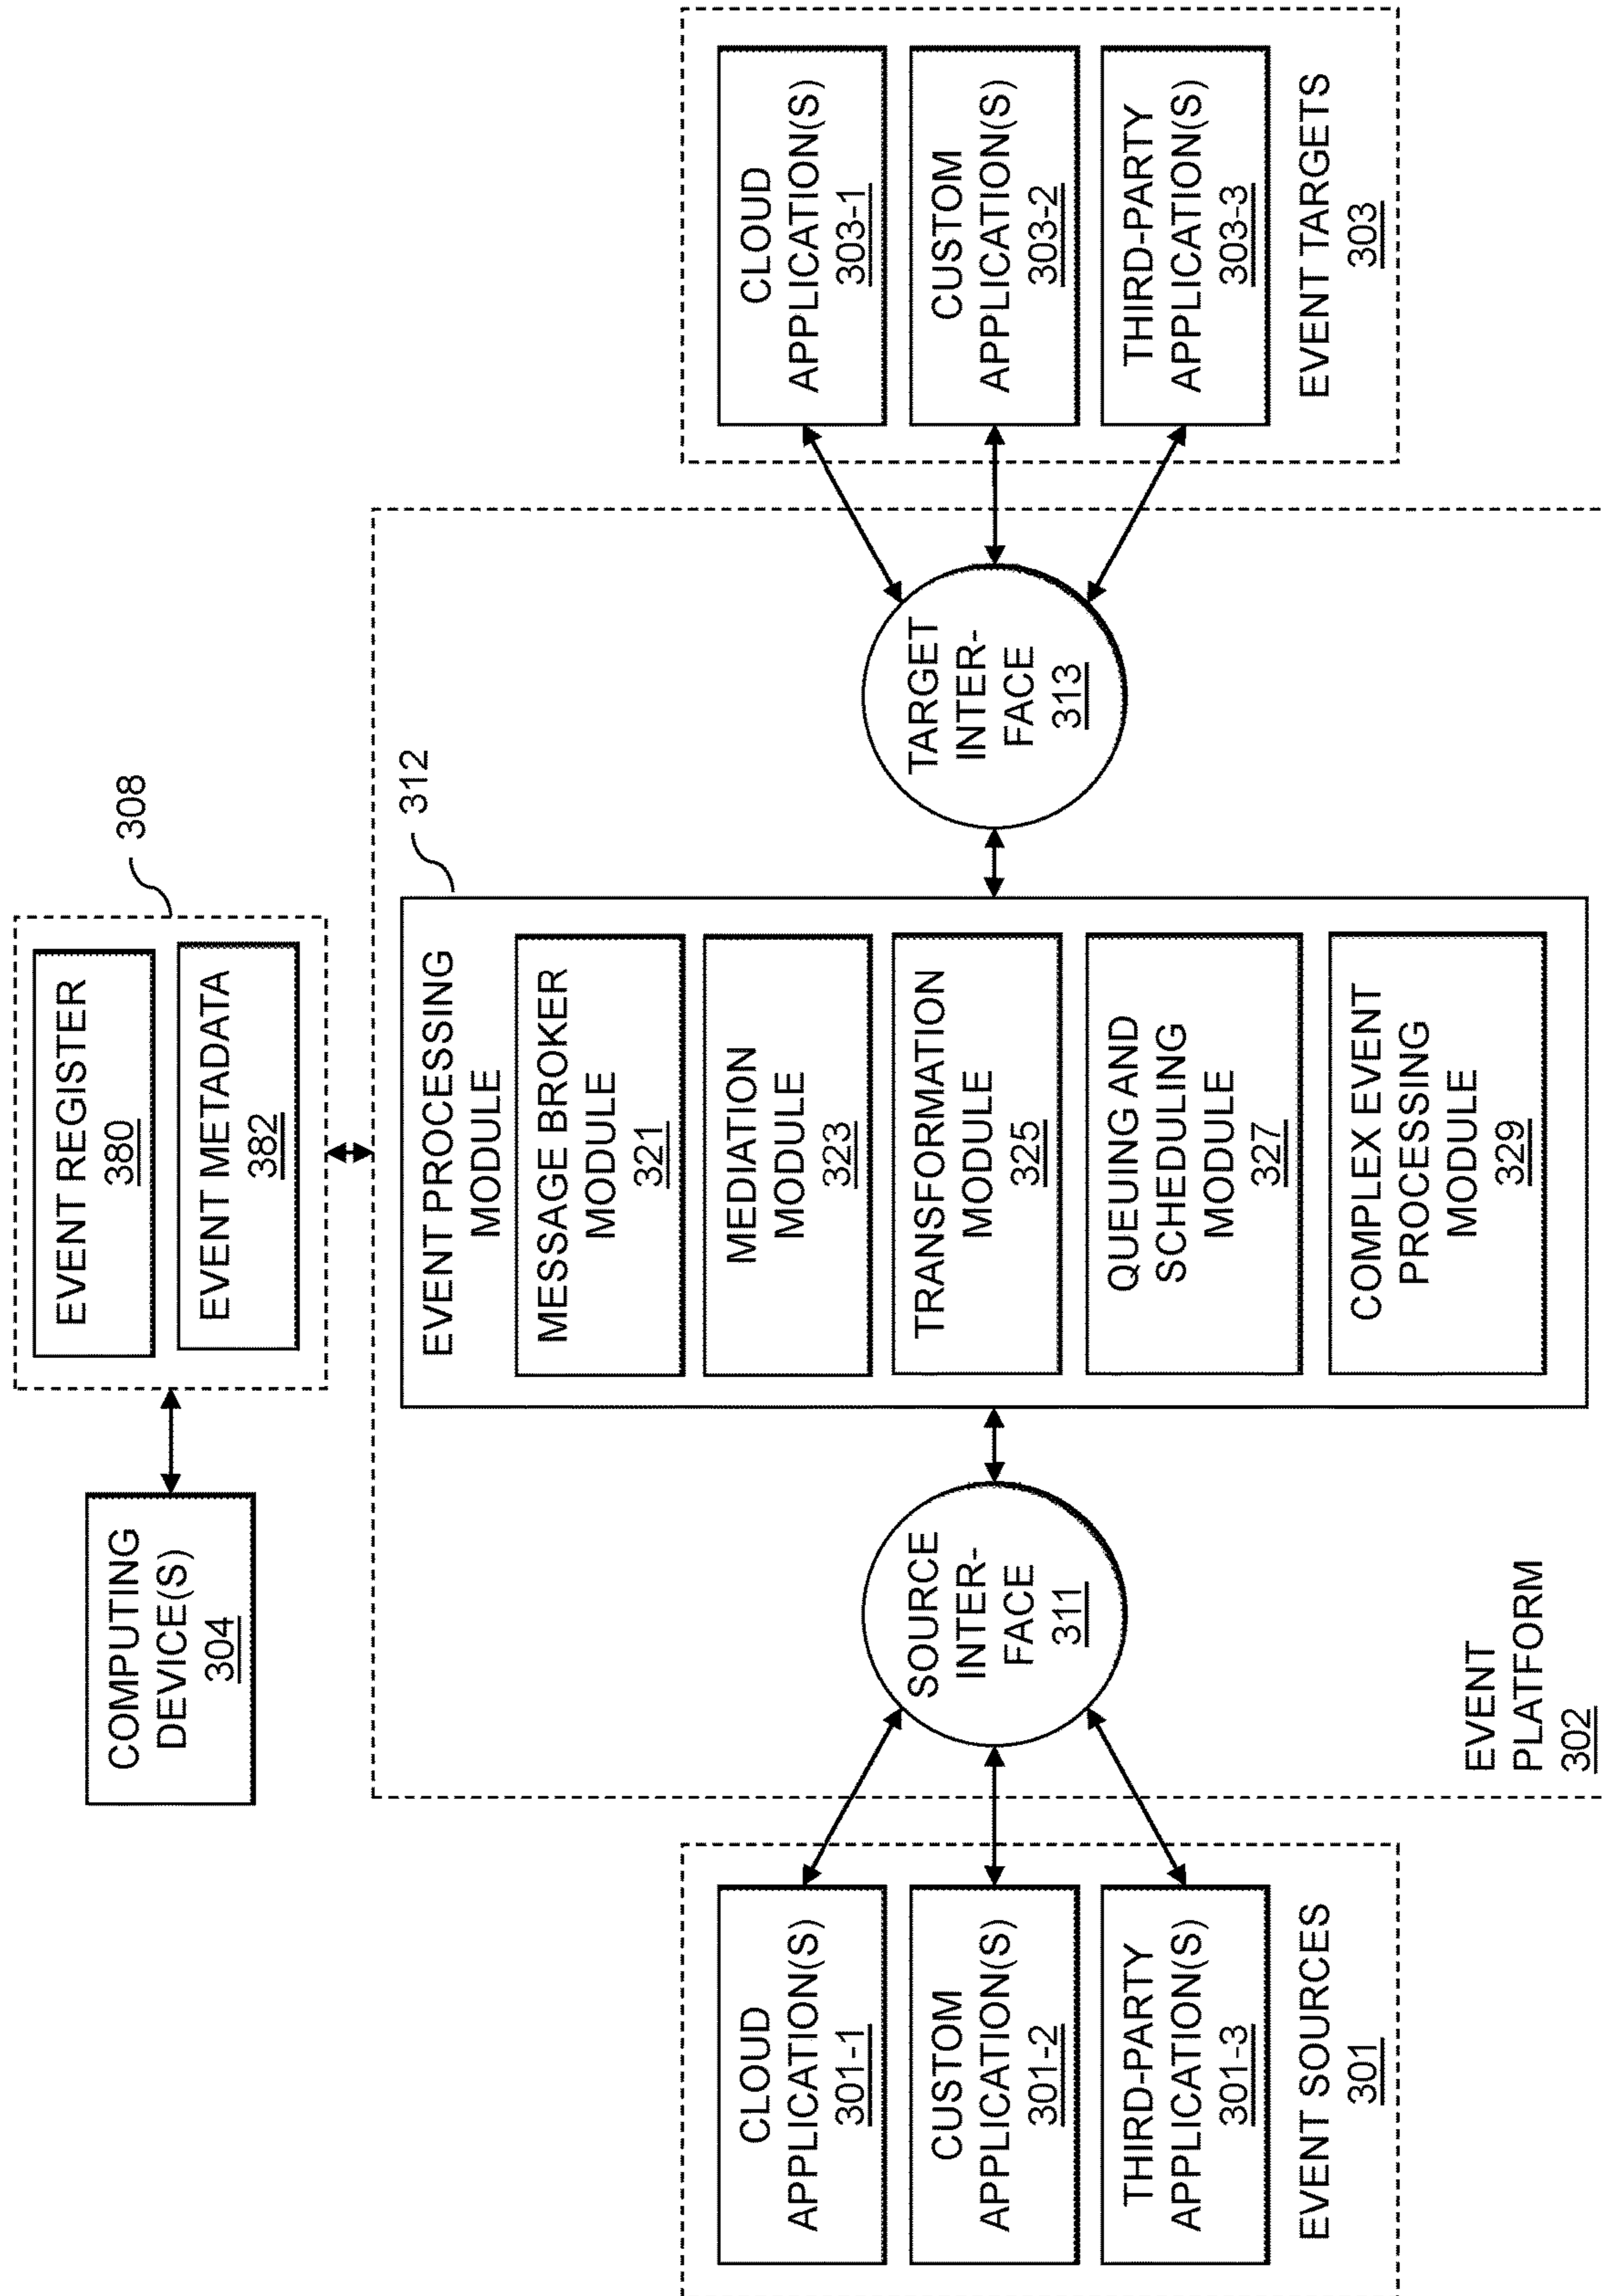 COMPUTING
DEVICE(S)
304
EVENT REGISTER
380
EVENT METADATA
382
308
312
CLOUD
APPLICATION(S)
301-1
CUSTOM
APPLICATION(S)
301-2
THIRD-PARTY
APPLICATION(S)
301-3
EVENT SOURCES
301
SOURCE
INTER-
FACE
311
EVENT PROCESSING
MODULE
MESSAGE BROKER
MODULE
321
MEDIATION
MODULE
323
TRANSFORMATION
MODULE
325
QUEUING AND
SCHEDULING
MODULE
327
COMPLEX EVENT
PROCESSING
MODULE
329
TARGET
INTER-
FACE
313
EVENT
PLATFORM
302
CLOUD
APPLICATION(S)
303-1
CUSTOM
APPLICATION(S)
303-2
THIRD-PARTY
APPLICATION(S)
303-3
EVENT TARGETS
303